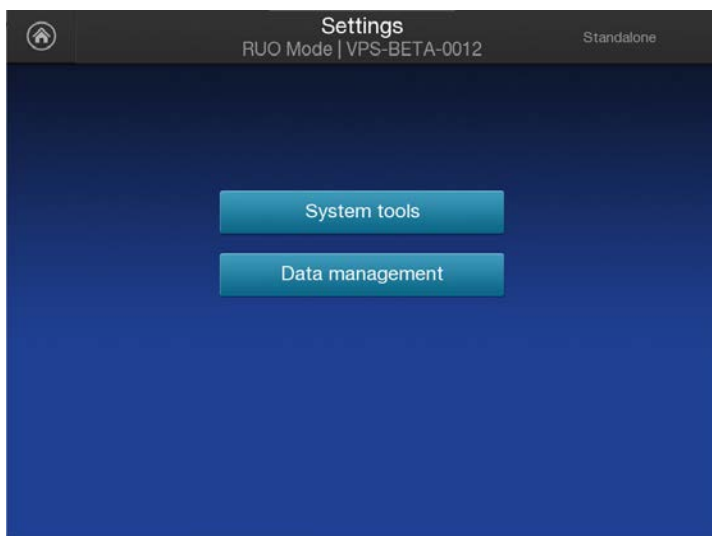 Settings
RUO Mode | VPS-BETA-0012
Standalone
System tools
Data management